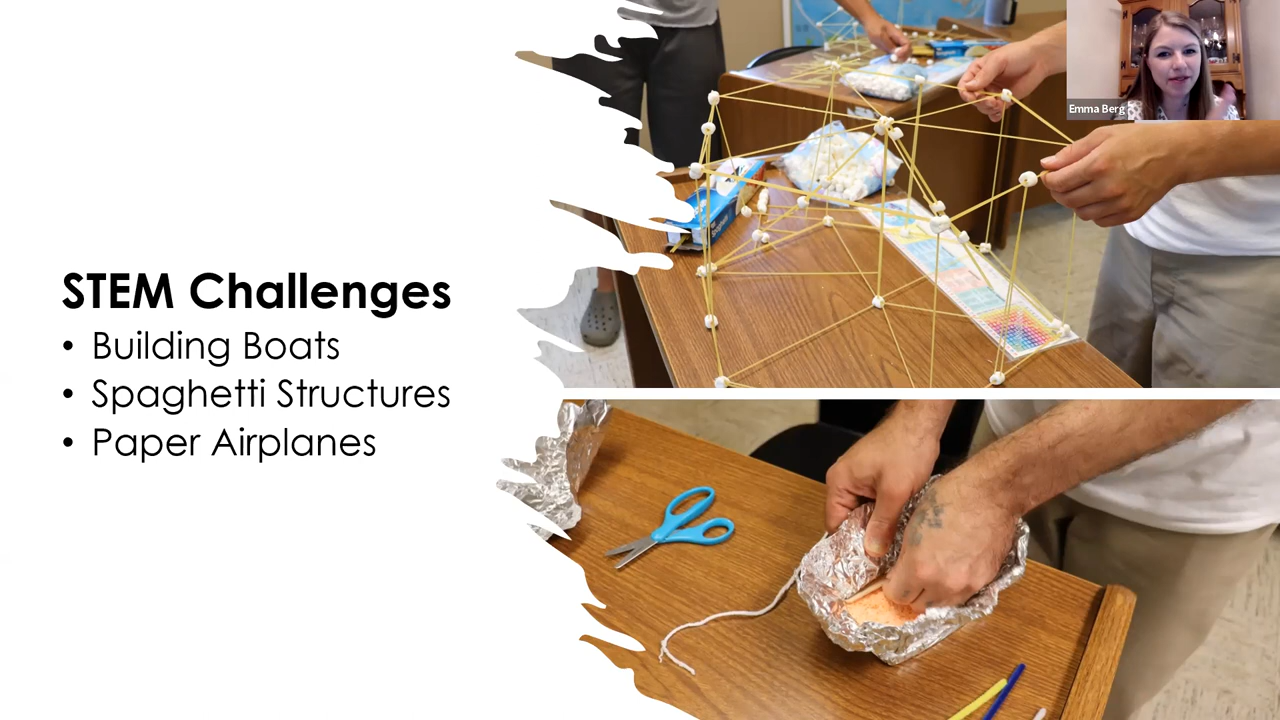 Emma Berg
STEM Challenges
• Building Boats
• Spaghetti Structures
• Paper Airplanes